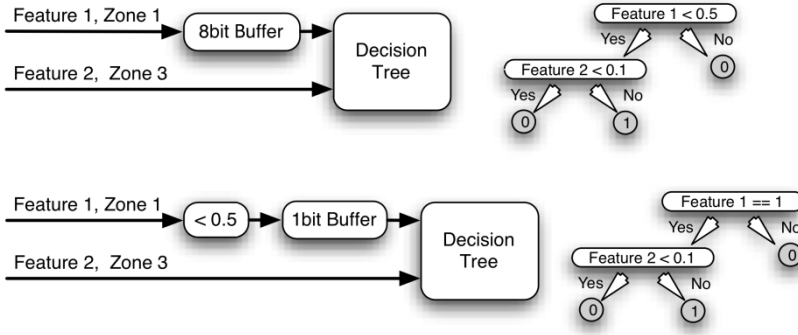 Feature 1, Zone 1
8bit Buffer
Decision
Tree
Feature 2, Zone 3
Feature 1 < 0.5
Yes
No
Feature 2 < 0.1
0
Yes
No
0
1
Feature 1, Zone 1
< 0.5
1bit Buffer
Decision
Tree
Feature 2, Zone 3
Feature 1 == 1
Yes
No
Feature 2 < 0.1
0
Yes
No
0
1